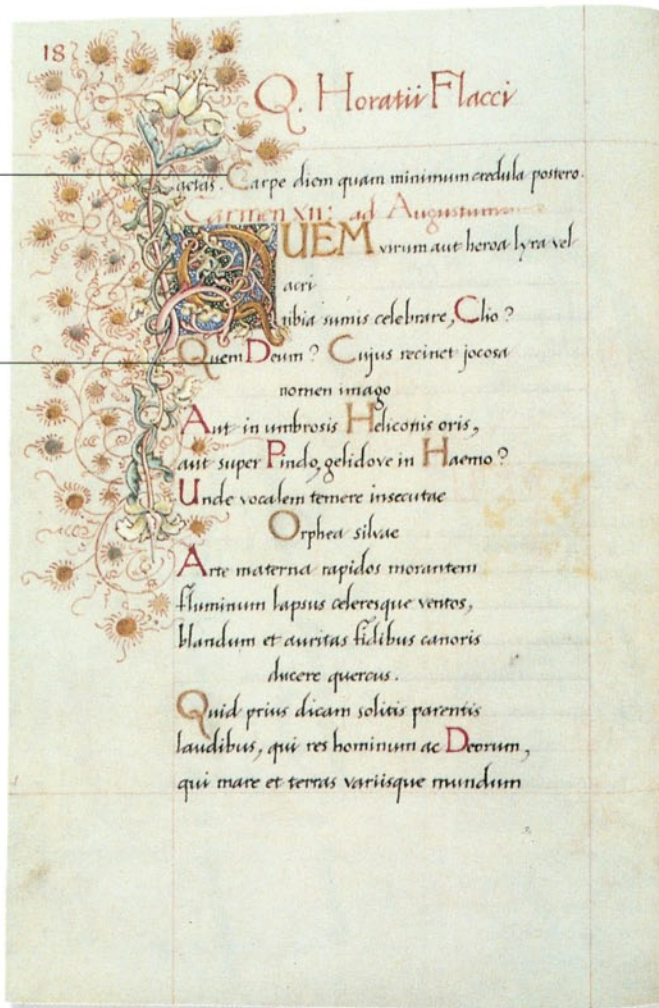 18
Q. Horatii Flacci
aetas. Carpe diem quam minimum credula postero.
Carmen XII: ad Augustum
QUEM virum aut heroa lyra vel
acri
tibia sumis celebrare, Clio?
Quem Deum? Cujus recinet jocosa
nomen imago
Aut in umbrosis Heliconis oris,
aut super Pindo, gelidove in Haemo?
Unde vocalem temere insecutae
Orphea silvae
Arte materna rapidos morantem
fluminum lapsus celeresque ventos,
blandum et auritas fidibus canoris
ducere quercus.
Quid prius dicam solitis parentis
laudibus, qui res hominum ac Deorum,
qui mare et terras variisque mundum